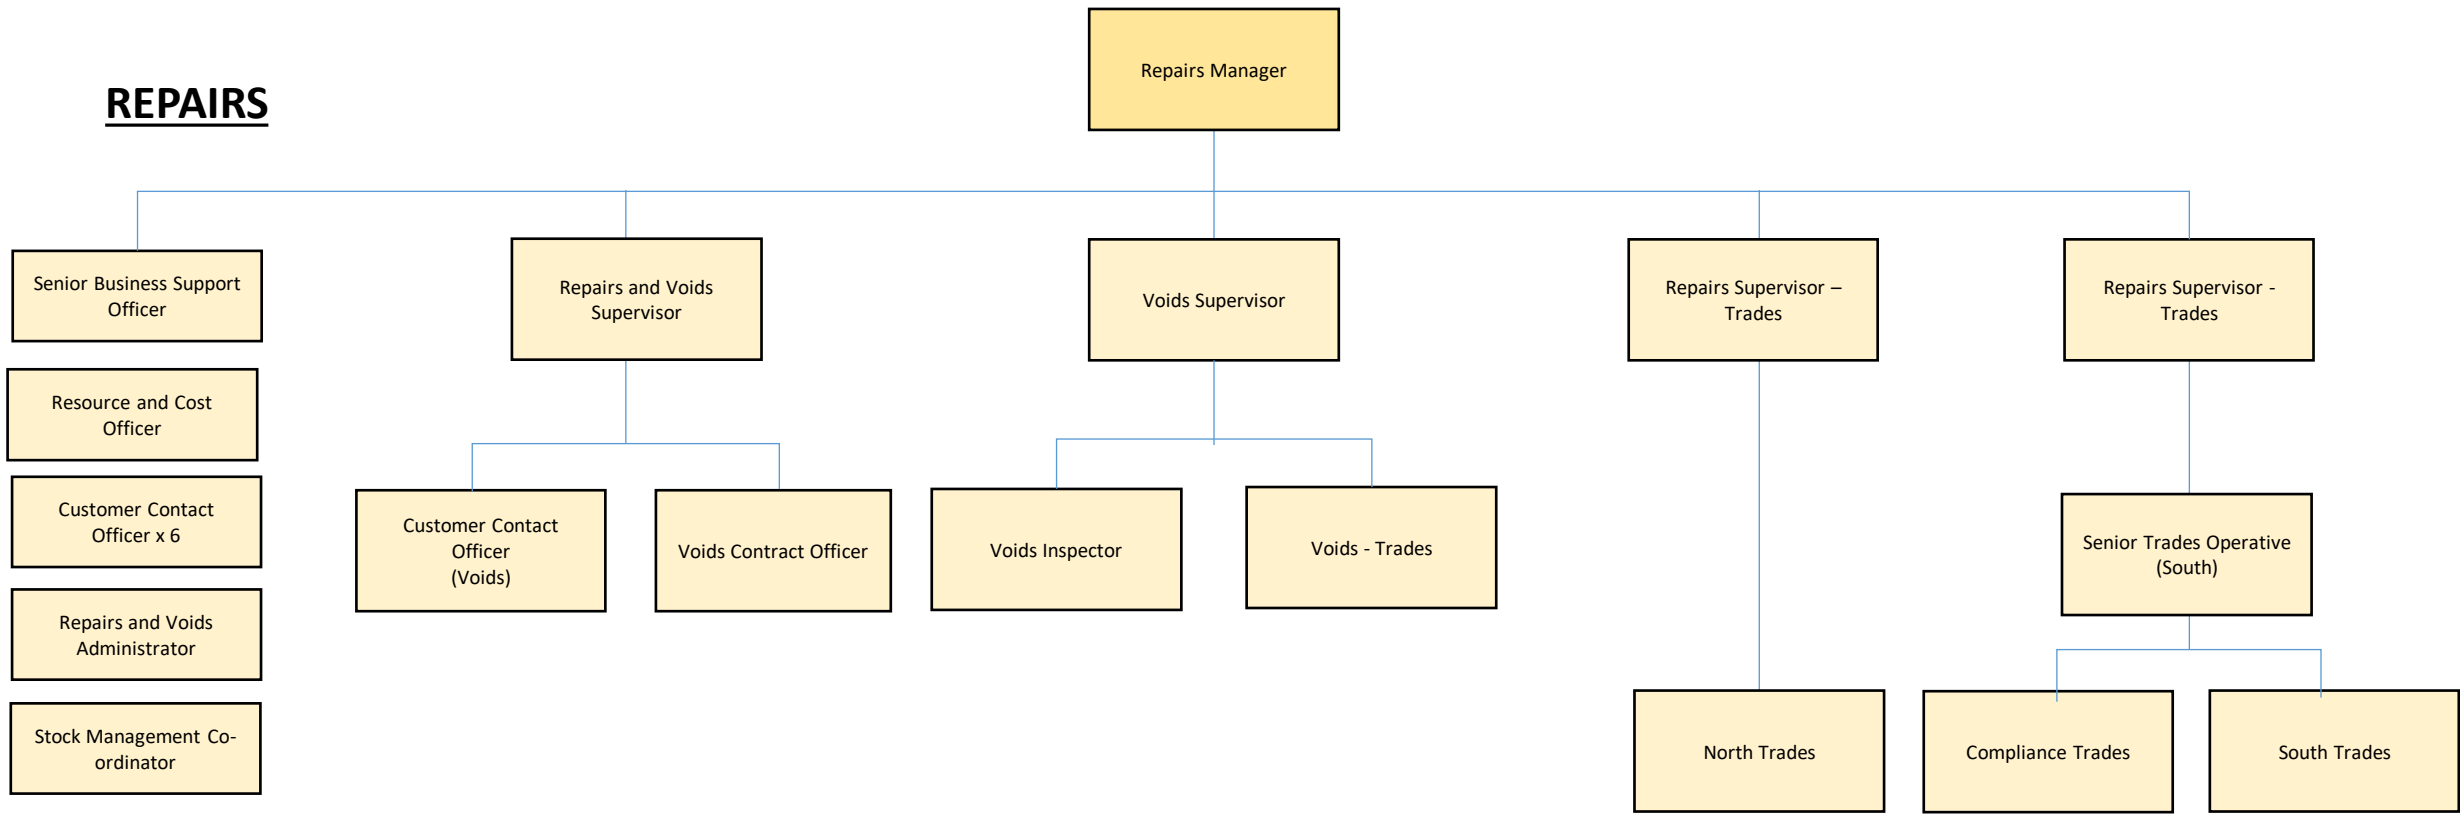 REPAIRS
Repairs Manager
Senior Business Support
Officer
Repairs and Voids
Supervisor
Voids Supervisor
Repairs Supervisor –
Trades
Repairs Supervisor -
Trades
Resource and Cost
Officer
Customer Contact
Officer x 6
Repairs and Voids
Administrator
Stock Management Co-
ordinator
Customer Contact
Officer
(Voids)
Voids Contract Officer
Voids Inspector
Voids - Trades
Senior Trades Operative
(South)
North Trades
Compliance Trades
South Trades